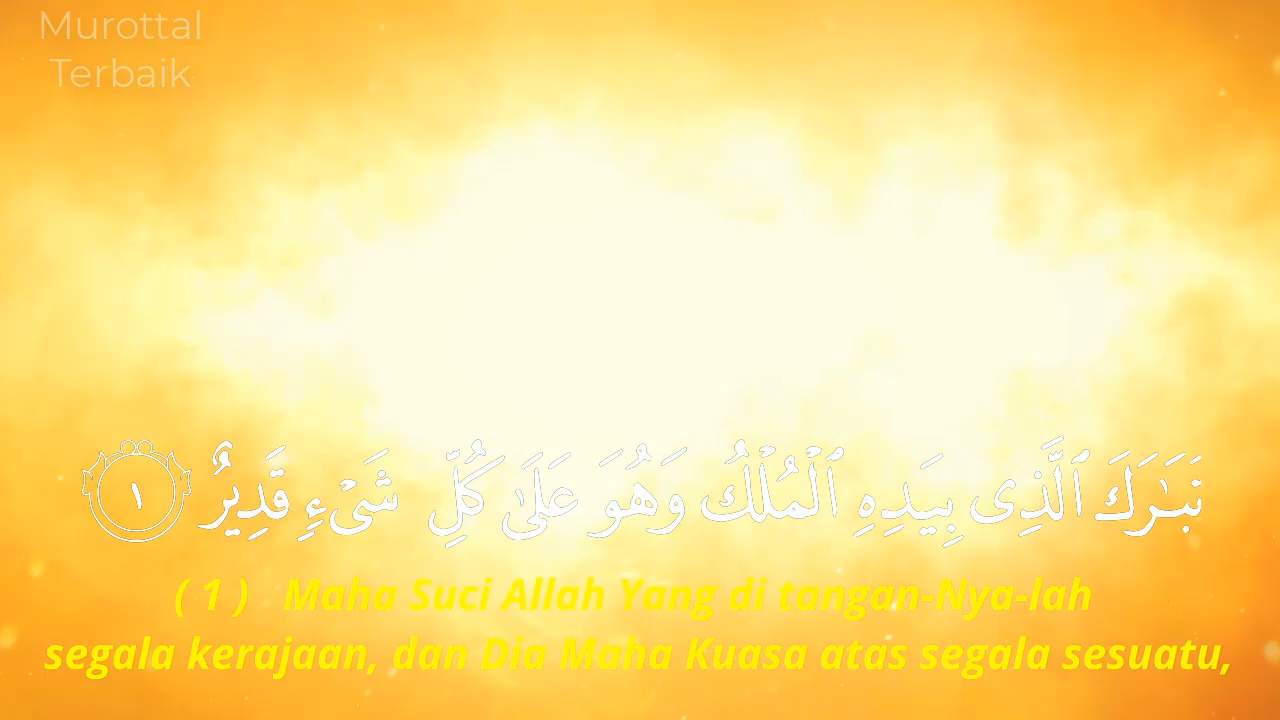 Murottal
Terbaik
تَبَـٰرَكَ ٱلَّذِى بِيَدِهِ ٱلْمُلْكُ وَهُوَ عَلَىٰ كُلِّ شَىْءٍ قَدِيرٌ ١
( 1 ) Maha Suci Allah Yang di tangan-Nya-lah
segala kerajaan, dan Dia Maha Kuasa atas segala sesuatu,